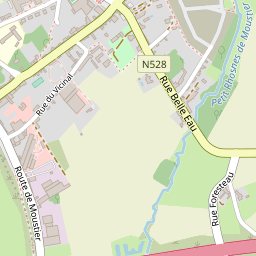 N528
Rue Belle Eau
Petit Rhosnes de Moustier
Rue du Vicinal
Route de Moustier
Rue Foresteau